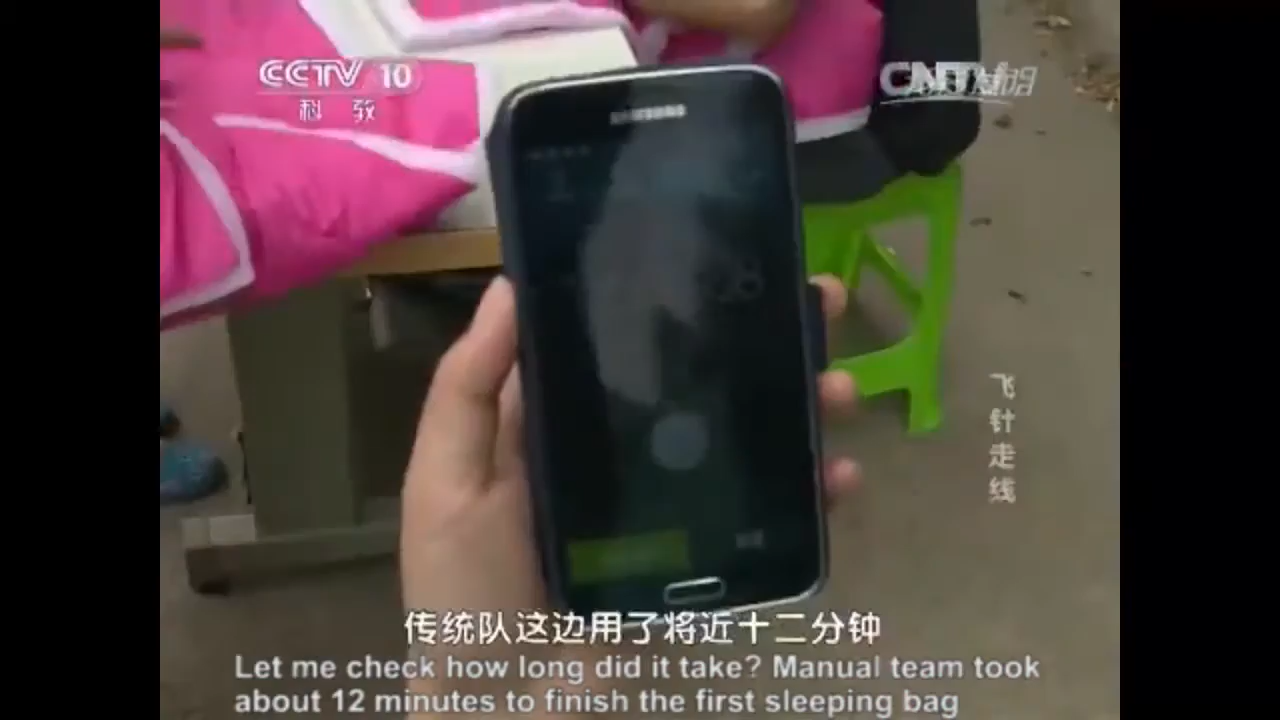 CCTV 10
科 教
CNTV
SAMSUNG
飞针走线
传统队这边用了将近十二分钟
Let me check how long did it take? Manual team took
about 12 minutes to finish the first sleeping bag